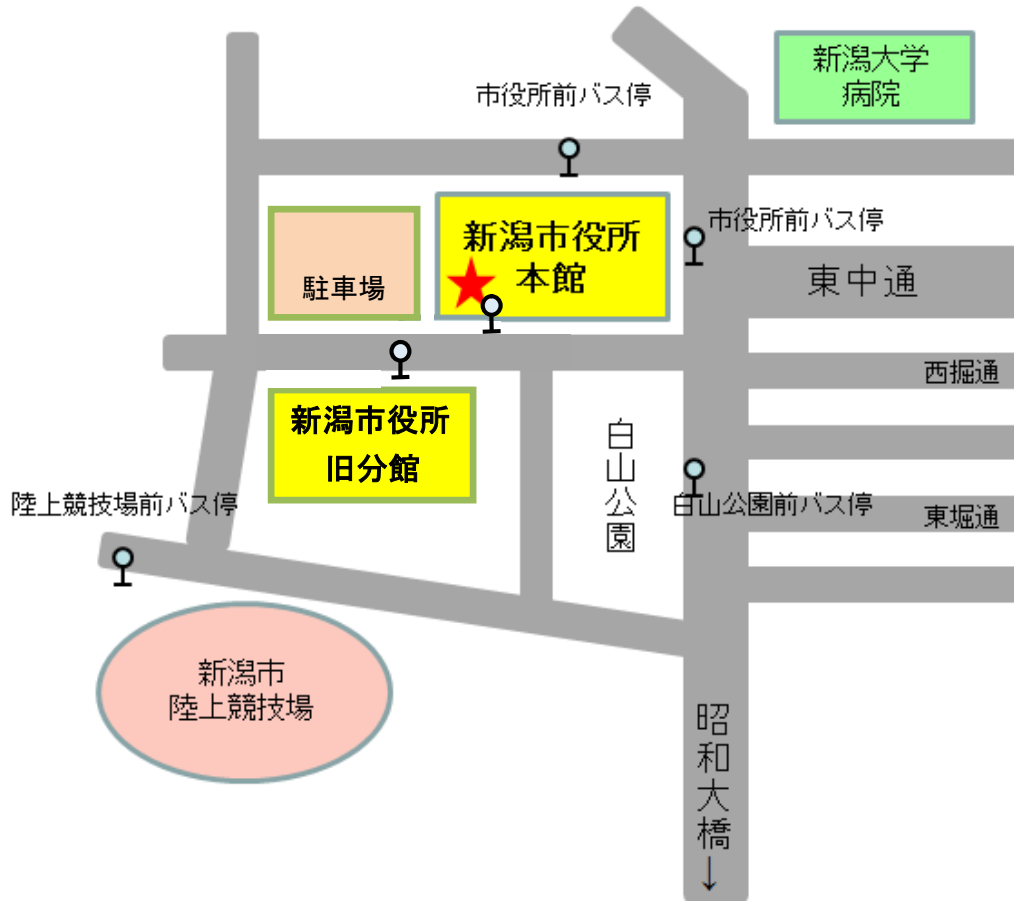 新潟大学
病院
市役所前バス停
市役所前バス停
新潟市役所
本館
東中通
駐車場
西掘通
新潟市役所
旧分館
白山公園
陸上競技場前バス停
白山公園前バス停
東堀通
新潟市
陸上競技場
昭和大橋
↓